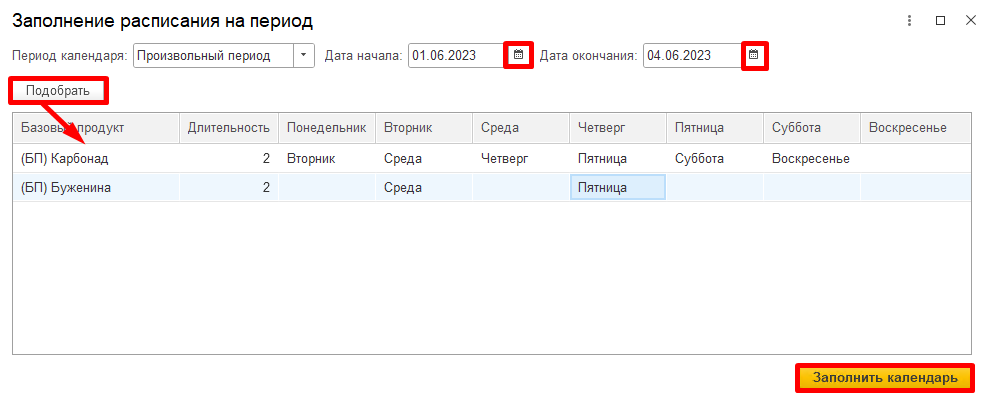 Заполнение расписания на период
Период календаря: Произвольный период Дата начала: 01.06.2023 Дата окончания: 04.06.2023
Подобрать
Базовый продукт Длительность Понедельник Вторник Среда Четверг Пятница Суббота Воскресенье
(БП) Карбонад 2 Вторник Среда Четверг Пятница Суббота Воскресенье
(БП) Буженина 2 Среда Пятница
Заполнить календарь